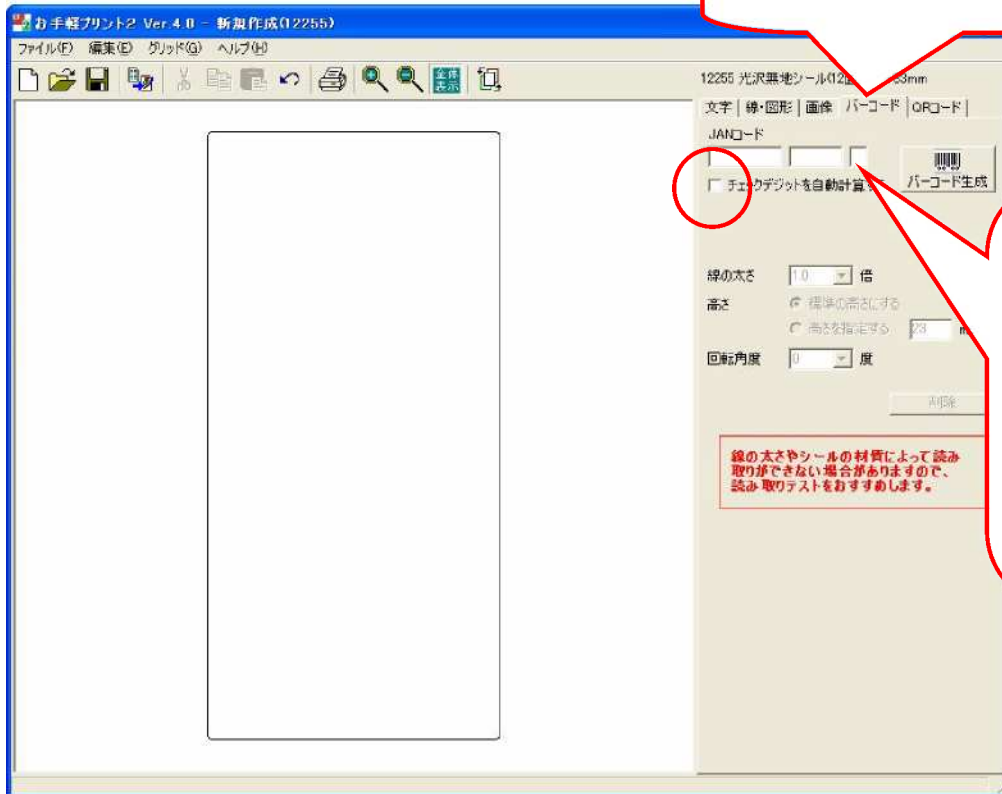 お手軽プリント2 Ver.4.0 - 新規作成(12255)
ファイル(F) 編集(E) グリッド(G) ヘルプ(H)
全体
表示
12255 光沢無地シール(12面
3mm
文字 線・図形 画像 バーコード QRコード
JANコード
チェックデジットを自動計算す
バーコード生成
線の太さ 1.0 倍
高さ 標準の高さにする
高さを指定する 23 m
回転角度 0 度
削除
線の太さやシールの材質によって読み
取りができない場合がありますので、
読み取りテストをおすすめします。